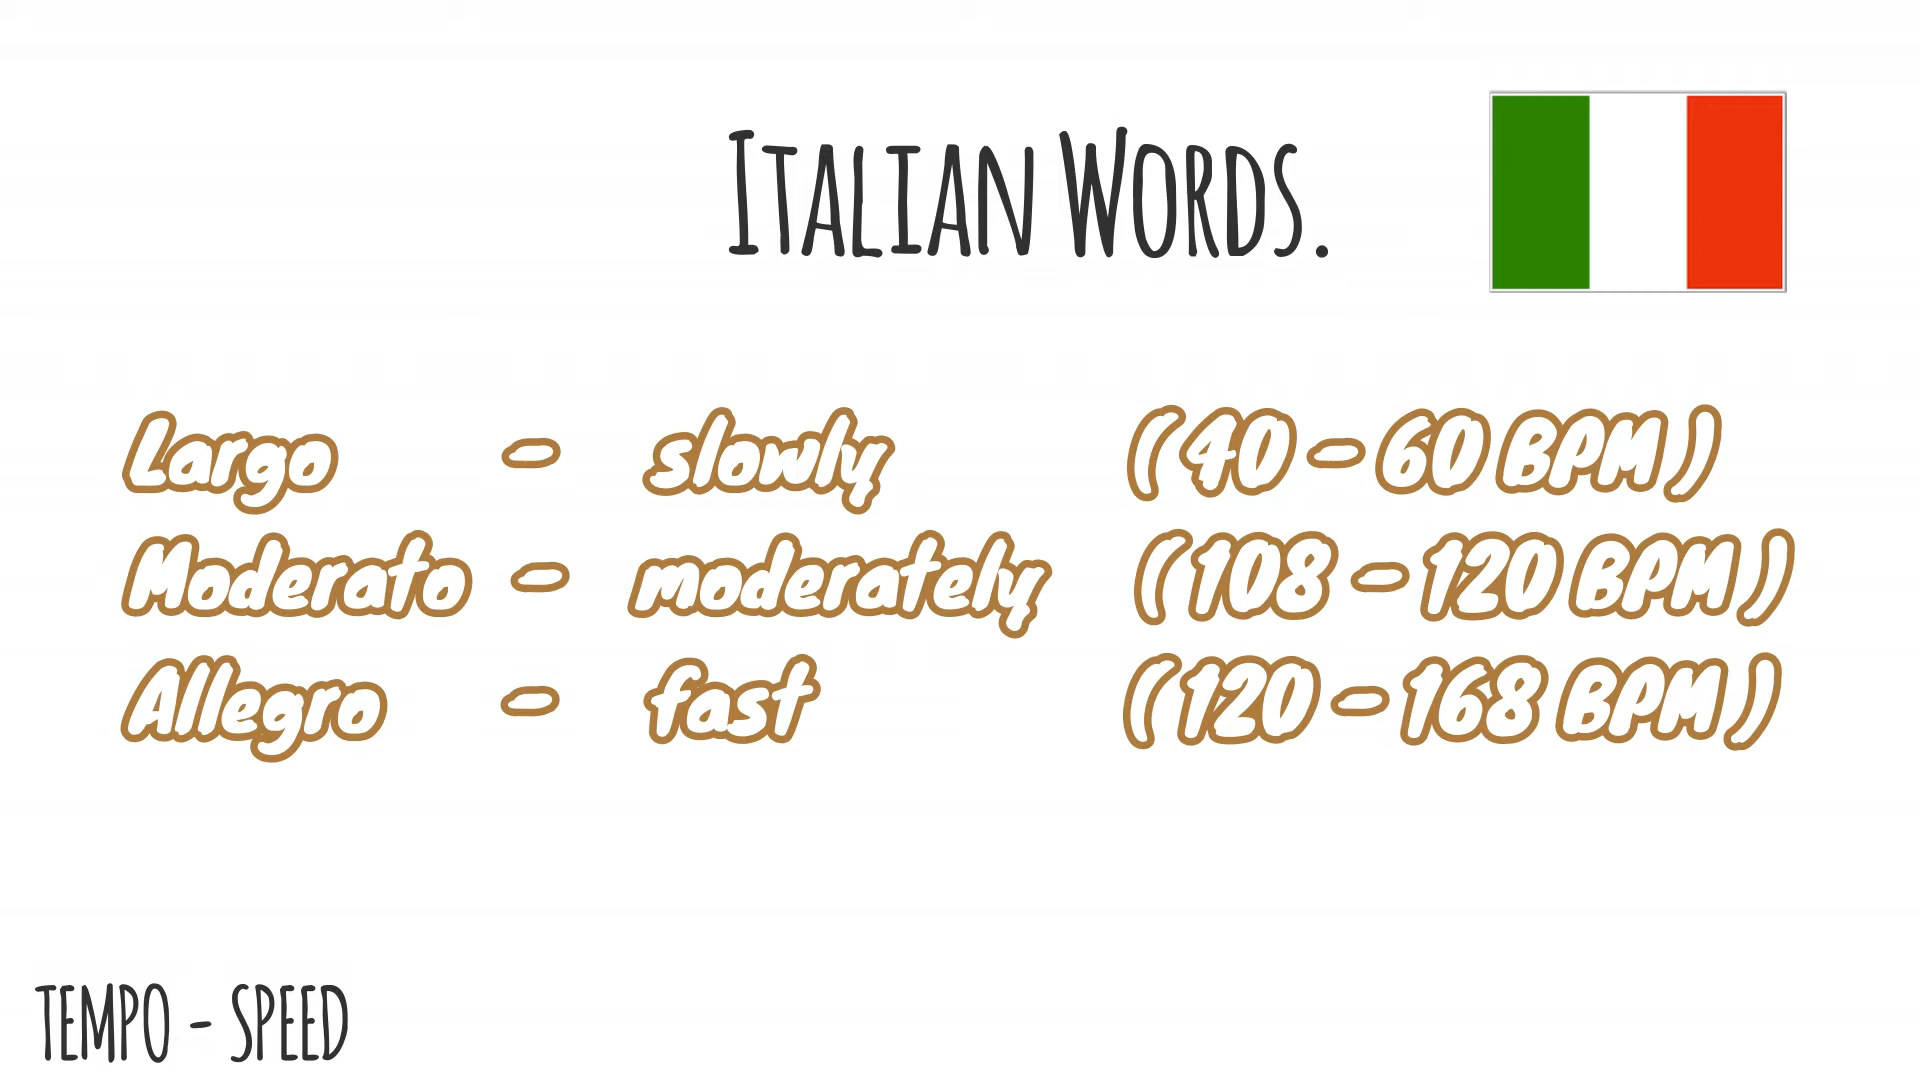 Italian Words.
Largo - slowly (40 - 60 BPM)
Moderato - moderately (108 - 120 BPM)
Allegro - fast (120 - 168 BPM)
TEMPO - SPEED